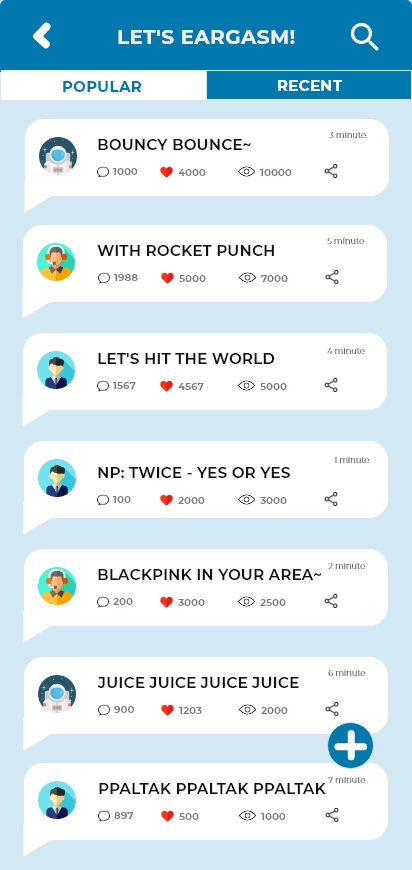 LET'S EARGASM!
POPULAR RECENT
3 minute
BOUNCY BOUNCE~
1000 4000 10000
5 minute
WITH ROCKET PUNCH
1988 5000 7000
4 minute
LET'S HIT THE WORLD
1567 4567 5000
1 minute
NP: TWICE - YES OR YES
100 2000 3000
2 minute
BLACKPINK IN YOUR AREA~
200 3000 2500
6 minute
JUICE JUICE JUICE JUICE
900 1203 2000
7 minute
PPALTAK PPALTAK PPALTAK
897 500 1000